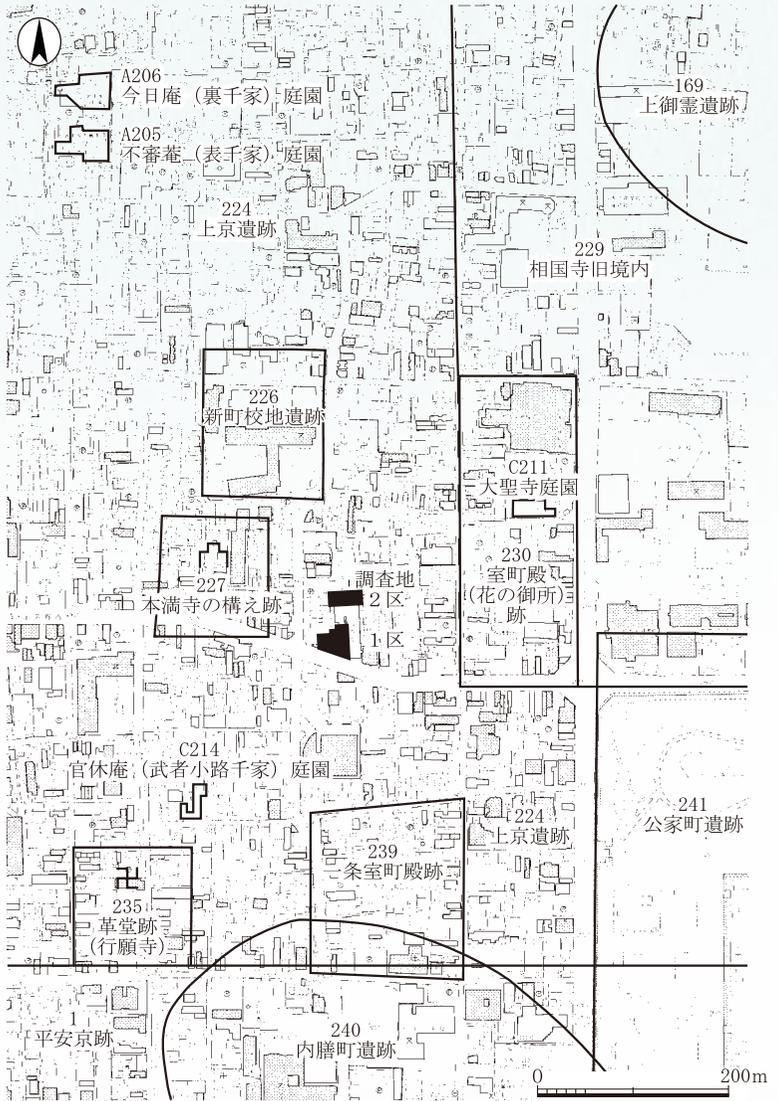 A206
今日庵（裏千家）庭園
A205
不審菴（表千家）庭園
169
上御霊遺跡
224
上京遺跡
229
相国寺旧境内
226
新町校地遺跡
C211
大聖寺庭園
230
室町殿
（花の御所）
跡
227
本満寺の構え跡
調査地
2区
1区
C214
官休庵（武者小路千家）庭園
224
上京遺跡
241
公家町遺跡
239
一条室町殿跡
235
革堂跡
（行願寺）
1
平安京跡
240
内膳町遺跡
0
200m